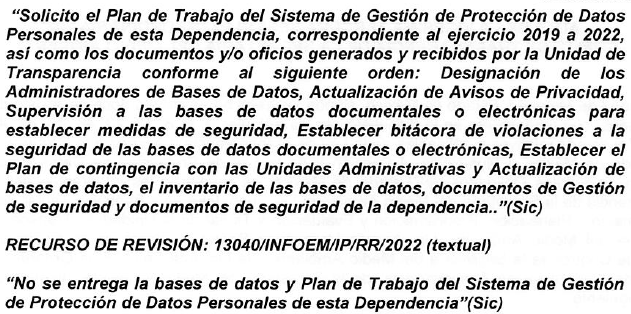 “Solicito el Plan de Trabajo del Sistema de Gestión de Protección de Datos
Personales de esta Dependencia, correspondiente al ejercicio 2019 a 2022,
así como los documentos y/o oficios generados y recibidos por la Unidad de
Transparencia conforme al siguiente orden: Designación de los
Administradores de Bases de Datos, Actualización de Avisos de Privacidad,
Supervisión a las bases de datos documentales o electrónicas para
establecer medidas de seguridad, Establecer bitácora de violaciones a la
seguridad de las bases de datos documentales o electrónicas, Establecer el
Plan de contingencia con las Unidades Administrativas y Actualización de
bases de datos, el inventario de las bases de datos, documentos de Gestión
de seguridad y documentos de seguridad de la dependencia..”(Sic)
RECURSO DE REVISIÓN: 13040/INFOEM/IP/RR/2022 (textual)
“No se entrega la bases de datos y Plan de Trabajo del Sistema de Gestión
de Protección de Datos Personales de esta Dependencia”(Sic)